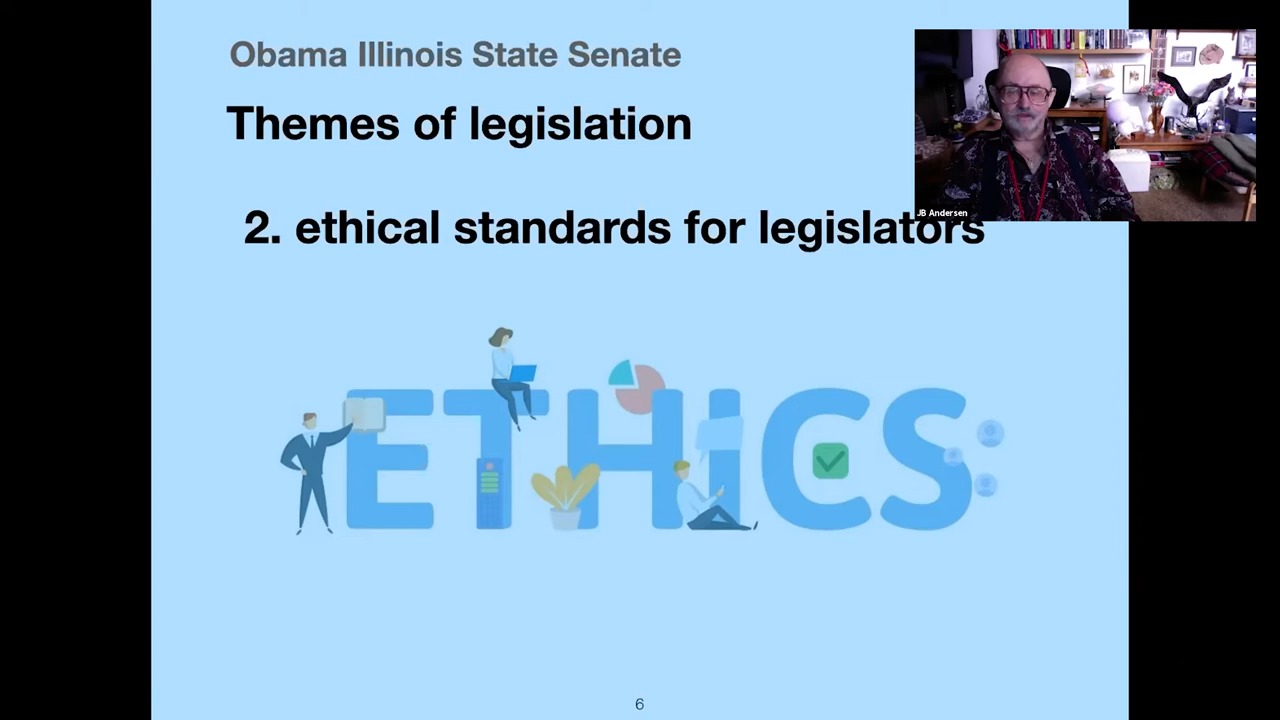 Obama Illinois State Senate
Themes of legislation
JB Andersen
2. ethical standards for legislators
ETHICS
6